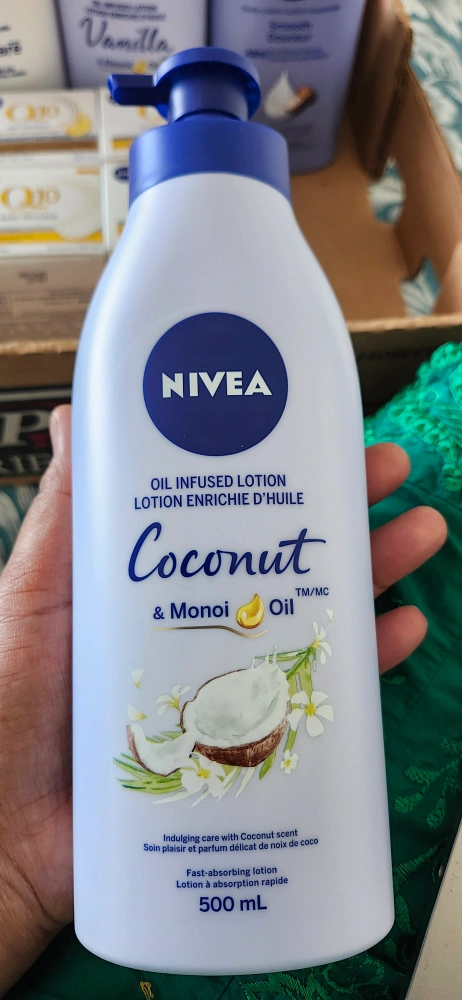 Vanilla
Smooth
Q10
Q10
NIVEA
OIL INFUSED LOTION
LOTION ENRICHIE D'HUILE
Coconut
& Monoi Oil TM/MC
Indulging care with Coconut scent
Soin plaisir et parfum délicat de noix de coco
Fast-absorbing lotion
Lotion à absorption rapide
500 mL